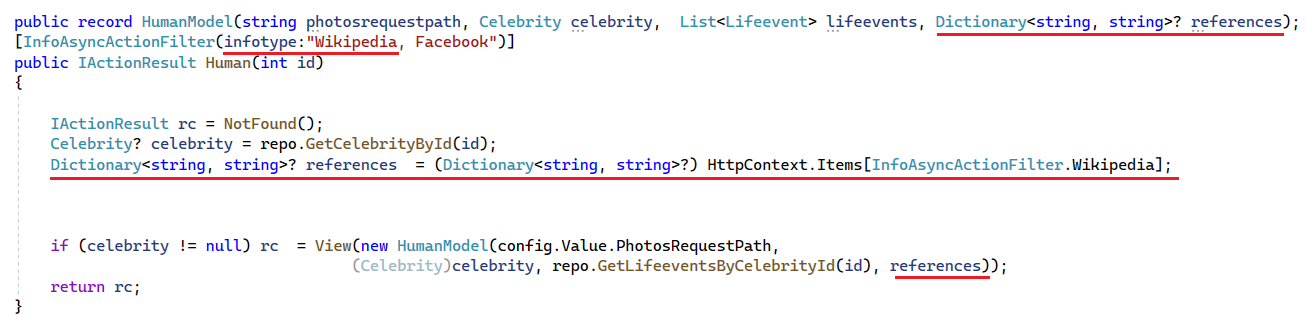 public record HumanModel(string photosrequestpath, Celebrity celebrity,  List<Lifeevent> lifeevents, Dictionary<string, string>? references);
[InfoAsyncActionFilter(infotype:"Wikipedia, Facebook")]
public IActionResult Human(int id)
{
    IActionResult rc = NotFound();
    Celebrity? celebrity = repo.GetCelebrityById(id);
    Dictionary<string, string>? references  = (Dictionary<string, string>?) HttpContext.Items[InfoAsyncActionFilter.Wikipedia];
    if (celebrity != null) rc  = View(new HumanModel(config.Value.PhotosRequestPath,
                                     (Celebrity)celebrity, repo.GetLifeeventsByCelebrityId(id), references));
    return rc;
}